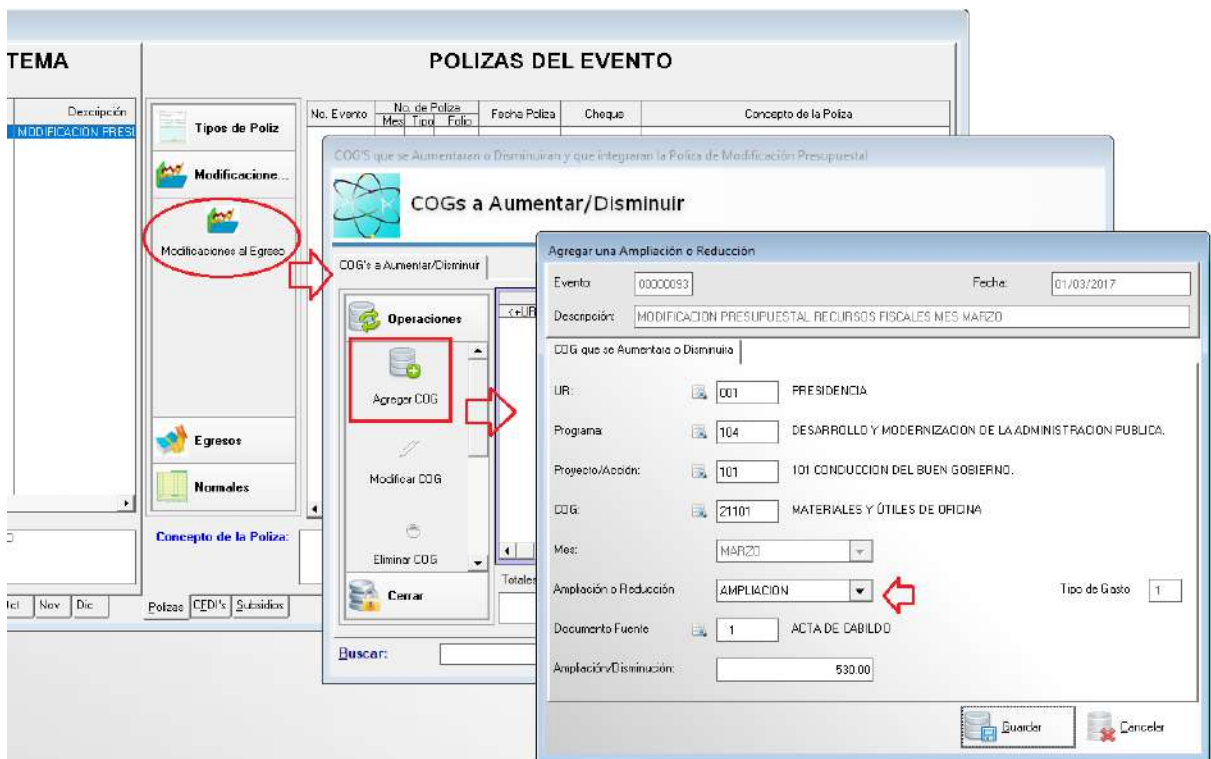 TEMA
POLIZAS DEL EVENTO
Descripción
MODIFICACION PRESU
Tipos de Poliz
Modificacione...
Modificaciones al Egreso
Egresos
Normales
No. Evento
No. de Poliza
Mes Tipo Folio
Fecha Poliza
Cheque
Concepto de la Poliza
Concepto de la Poliza:
Oct Nov Dic
Polizas CFDI's Subsidios
COG'S que se Aumentaran o Disminuiran y que integraran la Poliza de Modificación Presupuestal
COGs a Aumentar/Disminuir
COG's a Aumentar/Disminuir
Operaciones
<+UR
Agregar COG
Modificar COG
Eliminar COG
Cerrar
Totales
Buscar:
Agregar una Ampliación o Reducción
Evento: 00000093 Fecha: 01/03/2017
Descripción: MODIFICACION PRESUPUESTAL RECURSOS FISCALES MES MARZO
COG que se Aumentara o Disminuira
UR: 001 PRESIDENCIA
Programa: 104 DESARROLLO Y MODERNIZACION DE LA ADMINISTRACION PUBLICA.
Proyecto/Acción: 101 101 CONDUCCION DEL BUEN GOBIERNO.
COG: 21101 MATERIALES Y ÚTILES DE OFICINA
Mes: MARZO
Ampliación o Reducción AMPLIACION Tipo de Gasto 1
Documento Fuente 1 ACTA DE CABILDO
Ampliación/Disminución: 530.00
Guardar Cancelar